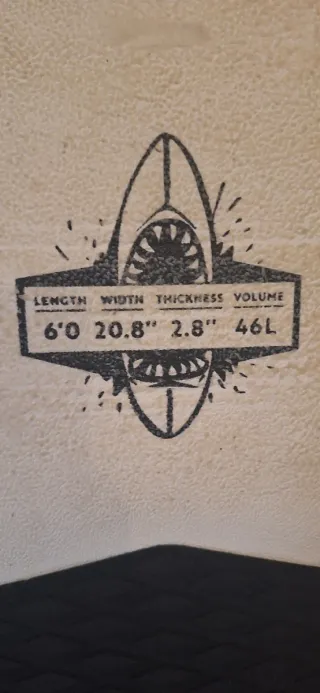 LENGTH WIDTH THICKNESS VOLUME
6'0 20.8" 2.8" 46L